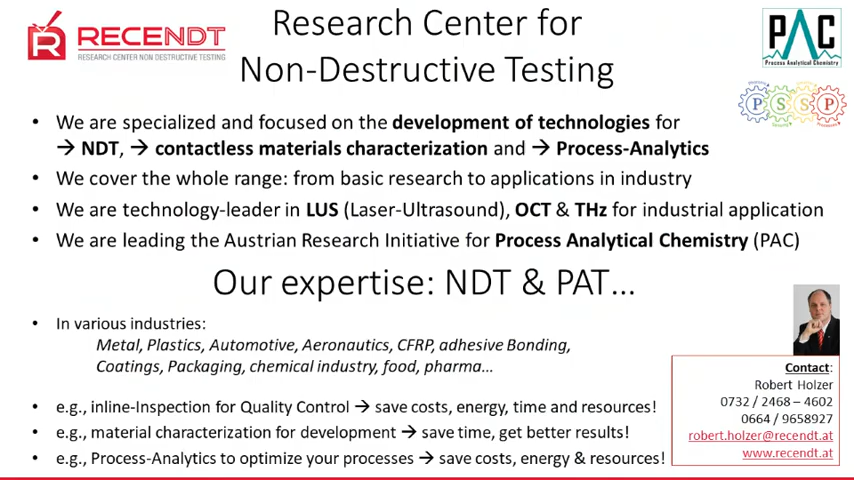 RECENDT
RESEARCH CENTER NON DESTRUCTIVE TESTING
Research Center for
Non-Destructive Testing
PAC
Process Analytical Chemistry
P S S P
• We are specialized and focused on the development of technologies for
→ NDT, → contactless materials characterization and → Process-Analytics
• We cover the whole range: from basic research to applications in industry
• We are technology-leader in LUS (Laser-Ultrasound), OCT & THz for industrial application
• We are leading the Austrian Research Initiative for Process Analytical Chemistry (PAC)
Our expertise: NDT & PAT…
• In various industries:
Metal, Plastics, Automotive, Aeronautics, CFRP, adhesive Bonding,
Coatings, Packaging, chemical industry, food, pharma…
• e.g., inline-Inspection for Quality Control → save costs, energy, time and resources!
• e.g., material characterization for development → save time, get better results!
• e.g., Process-Analytics to optimize your processes → save costs, energy & resources!
Contact:
Robert Holzer
0732 / 2468 – 4602
0664 / 9658927
robert.holzer@recendt.at
www.recendt.at